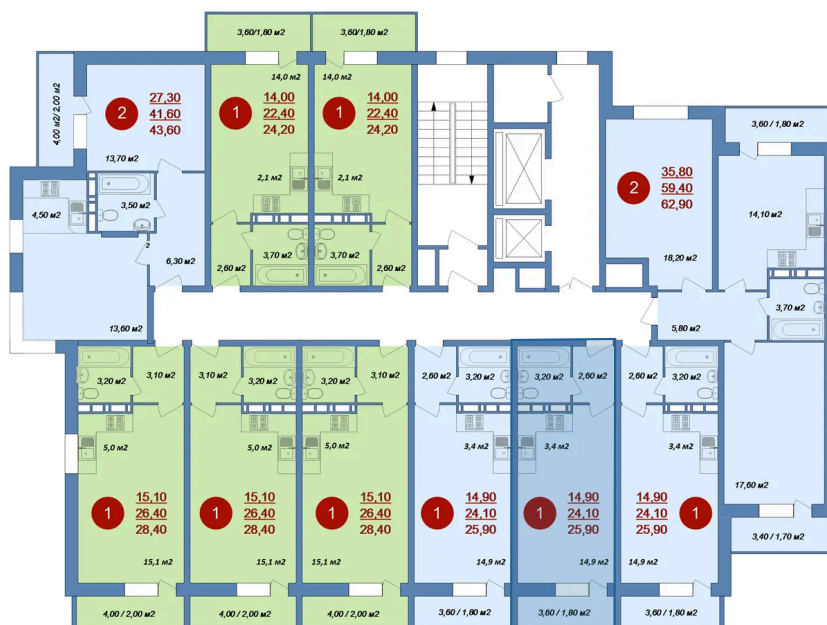 3,60/1,80 м2
3,60/1,80 м2
4,00 м2 / 2,00 м2
2
27,30
41,60
43,60
13,70 м2
14,0 м2
1
14,00
22,40
24,20
2,1 м2
14,0 м2
1
14,00
22,40
24,20
2,1 м2
3,60 / 1,80 м2
2
35,80
59,40
62,90
18,20 м2
14,10 м2
4,50 м2
3,50 м2
2
6,30 м2
13,60 м2
2,60 м2
3,70 м2
3,70 м2
2,60 м2
5,80 м2
3,70 м2
17,60 м2
3,40 / 1,70 м2
3,20 м2
3,10 м2
5,0 м2
1
15,10
26,40
28,40
15,1 м2
4,00 / 2,00 м2
3,10 м2
3,20 м2
5,0 м2
1
15,10
26,40
28,40
15,1 м2
4,00 / 2,00 м2
3,20 м2
3,10 м2
5,0 м2
1
15,10
26,40
28,40
15,1 м2
4,00 / 2,00 м2
2,60 м2
3,20 м2
3,4 м2
1
14,90
24,10
25,90
14,9 м2
3,60 / 1,80 м2
3,20 м2
2,60 м2
3,4 м2
1
14,90
24,10
25,90
14,9 м2
3,60 / 1,80 м2
2,60 м2
3,20 м2
3,4 м2
14,90
24,10
25,90
1
14,9 м2
3,60 / 1,80 м2